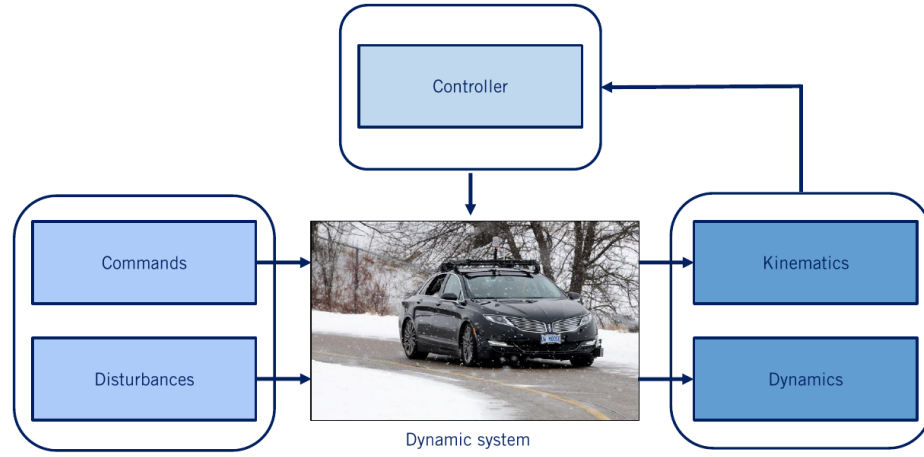 Controller
Commands
Kinematics
Disturbances
Dynamics
Dynamic system